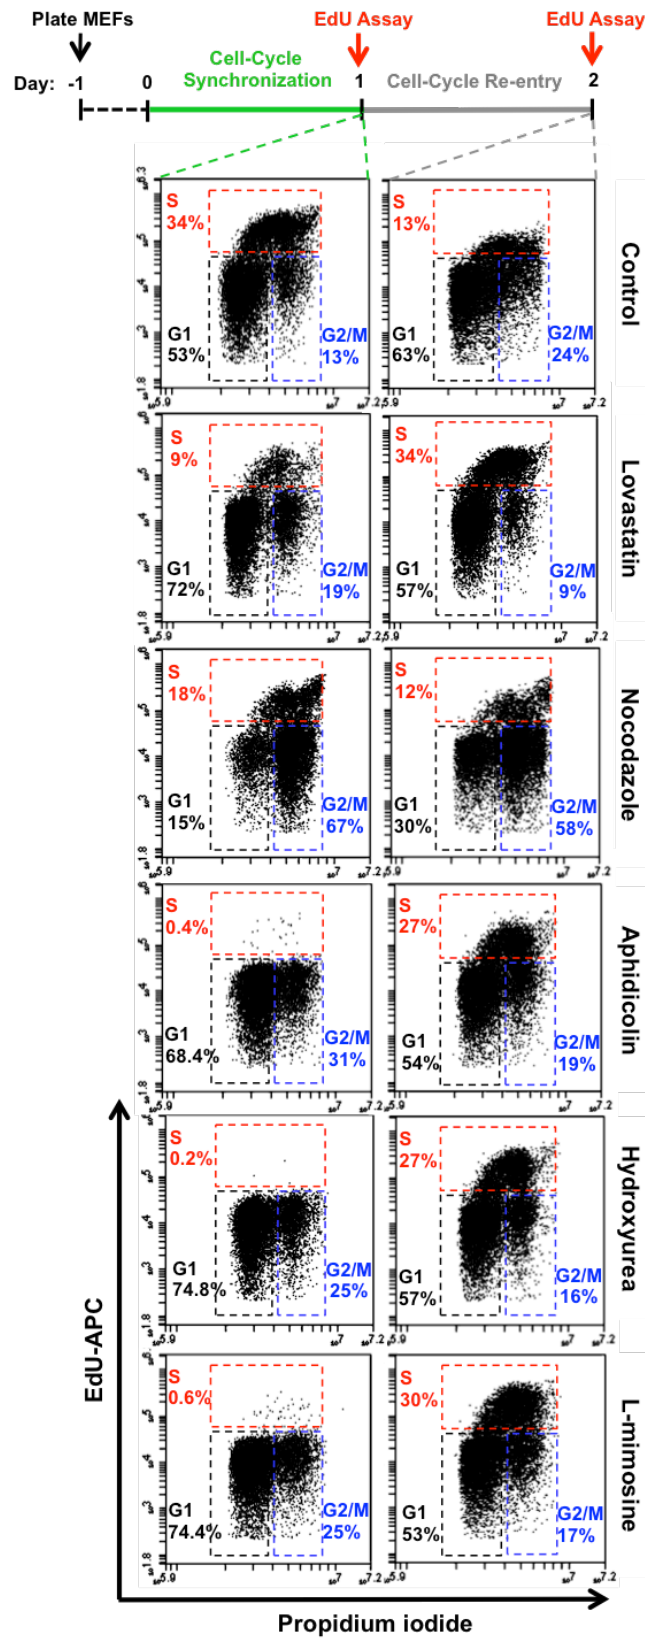 Plate MEFs
EdU Assay
EdU Assay
Cell-Cycle
Synchronization
Cell-Cycle Re-entry
Day:
-1
0
1
2
S
34%
G1
53%
G2/M
13%
S
13%
G1
63%
G2/M
24%
Control
S
9%
G1
72%
G2/M
19%
S
34%
G1
57%
G2/M
9%
Lovastatin
S
18%
G1
15%
G2/M
67%
S
12%
G1
30%
G2/M
58%
Nocodazole
S
0.4%
G1
68.4%
G2/M
31%
S
27%
G1
54%
G2/M
19%
Aphidicolin
S
0.2%
G1
74.8%
G2/M
25%
S
27%
G1
57%
G2/M
16%
Hydroxyurea
S
0.6%
G1
74.4%
G2/M
25%
S
30%
G1
53%
G2/M
17%
L-mimosine
EdU-APC
Propidium iodide